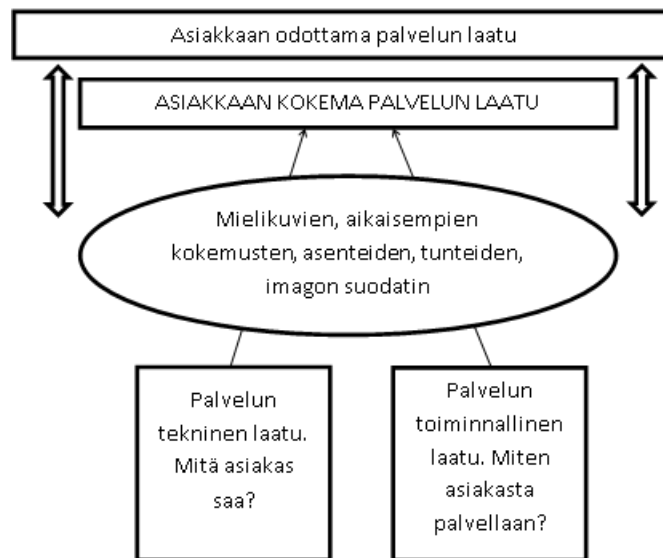 Asiakkaan odottama palvelun laatu
ASIAKKAAN KOKEMA PALVELUN LAATU
Mielikuvien, aikaisempien
kokemusten, asenteiden, tunteiden,
imagon suodatin
Palvelun
tekninen laatu.
Mitä asiakas
saa?
Palvelun
toiminnallinen
laatu. Miten
asiakasta
palvellaan?